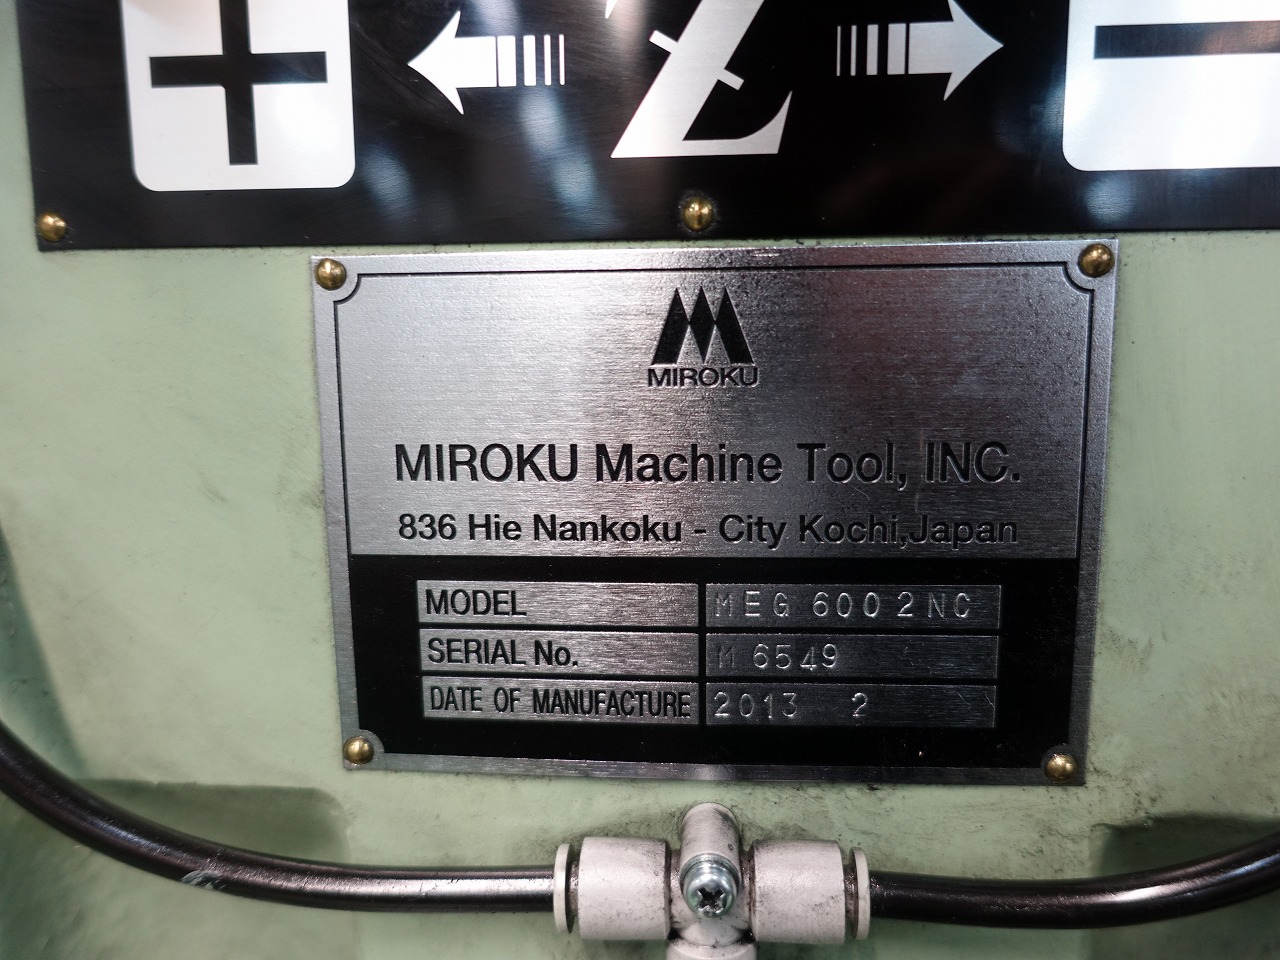 + Z −
MIROKU
MIROKU Machine Tool, INC.
836 Hie Nankoku - City Kochi,Japan
MODEL MEG 6002NC
SERIAL No. M 6549
DATE OF MANUFACTURE 2013 2